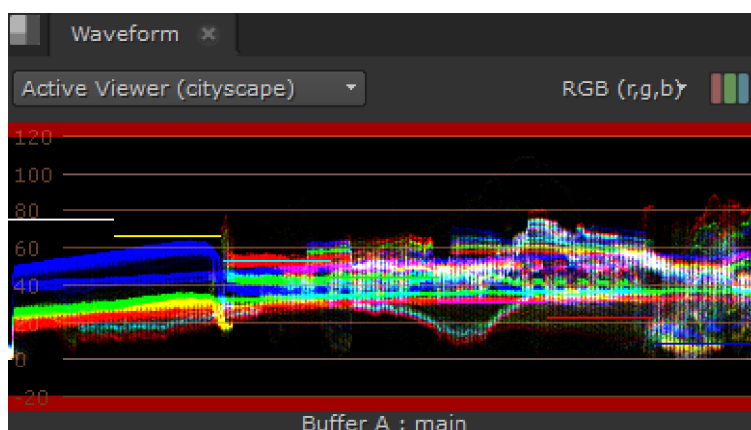 Waveform
Active Viewer (cityscape)
RGB (r,g,b)
120
100
80
60
40
20
0
-20
Buffer A : main